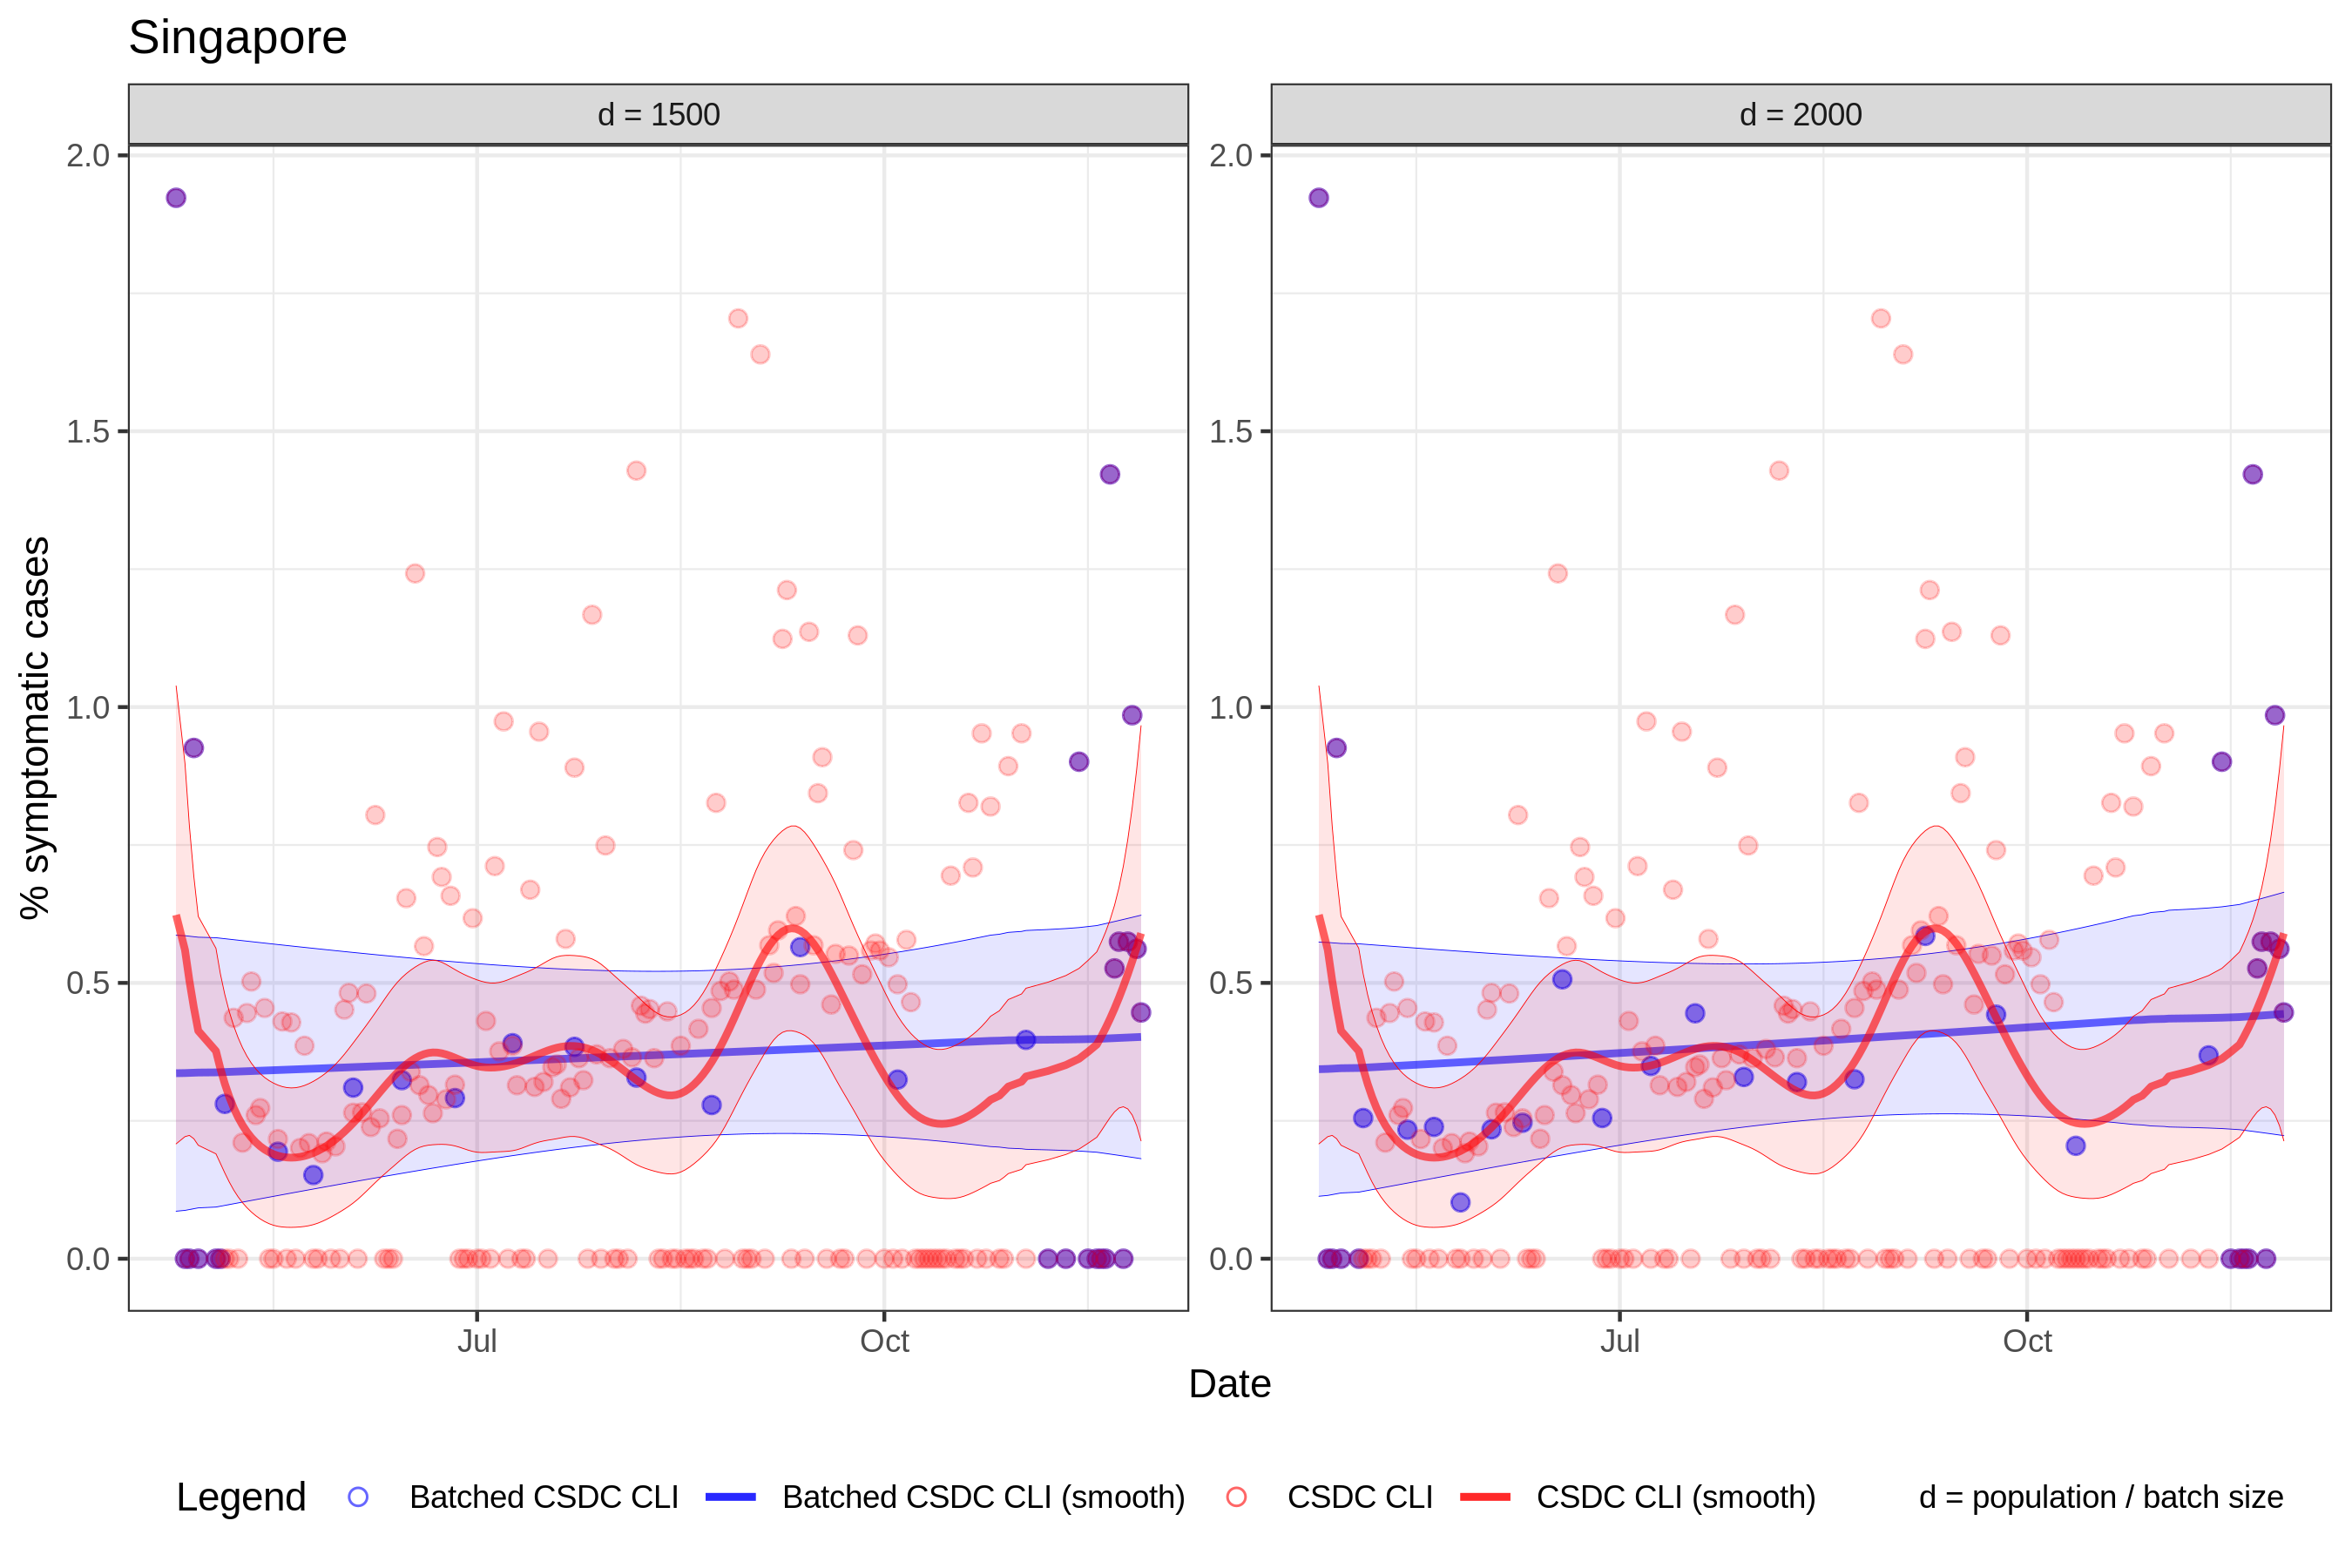 Singapore
d = 1500
d = 2000
% symptomatic cases
2.0
1.5
1.0
0.5
0.0
2.0
1.5
1.0
0.5
0.0
Jul
Oct
Jul
Oct
Date
Legend
Batched CSDC CLI
Batched CSDC CLI (smooth)
CSDC CLI
CSDC CLI (smooth)
d = population / batch size